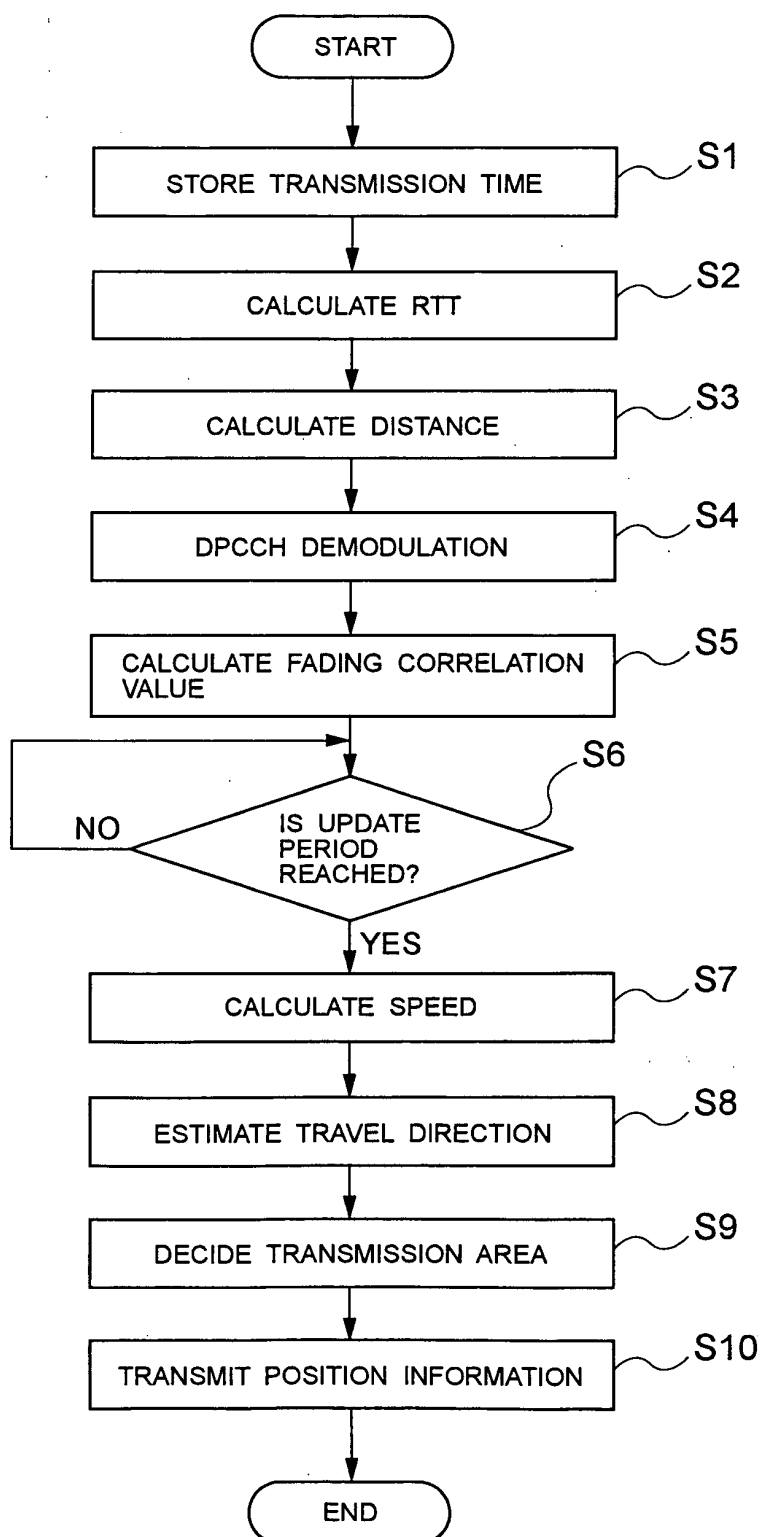 START
STORE TRANSMISSION TIME
S1
CALCULATE RTT
S2
CALCULATE DISTANCE
S3
DPCCH DEMODULATION
S4
CALCULATE FADING CORRELATION
VALUE
S5
IS UPDATE
PERIOD
REACHED?
S6
NO
YES
CALCULATE SPEED
S7
ESTIMATE TRAVEL DIRECTION
S8
DECIDE TRANSMISSION AREA
S9
TRANSMIT POSITION INFORMATION
S10
END